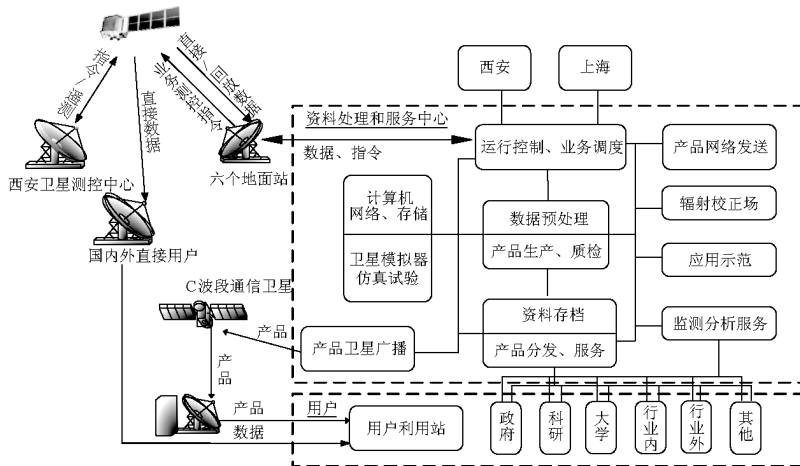 指令/遥测
直接数据
直接/回放数据
业务测控指令
西安
上海
西安卫星测控中心
六个地面站
国内外直接用户
资料处理和服务中心
数据、指令
运行控制、业务调度
产品网络发送
计算机
网络、存储
卫星模拟器
仿真试验
数据预处理
产品生产、质检
辐射校正场
应用示范
C波段通信卫星
产品
产品卫星广播
资料存档
产品分发、服务
监测分析服务
产品
产品
数据
用户
用户利用站
政府
科研
大学
行业内
行业外
其他